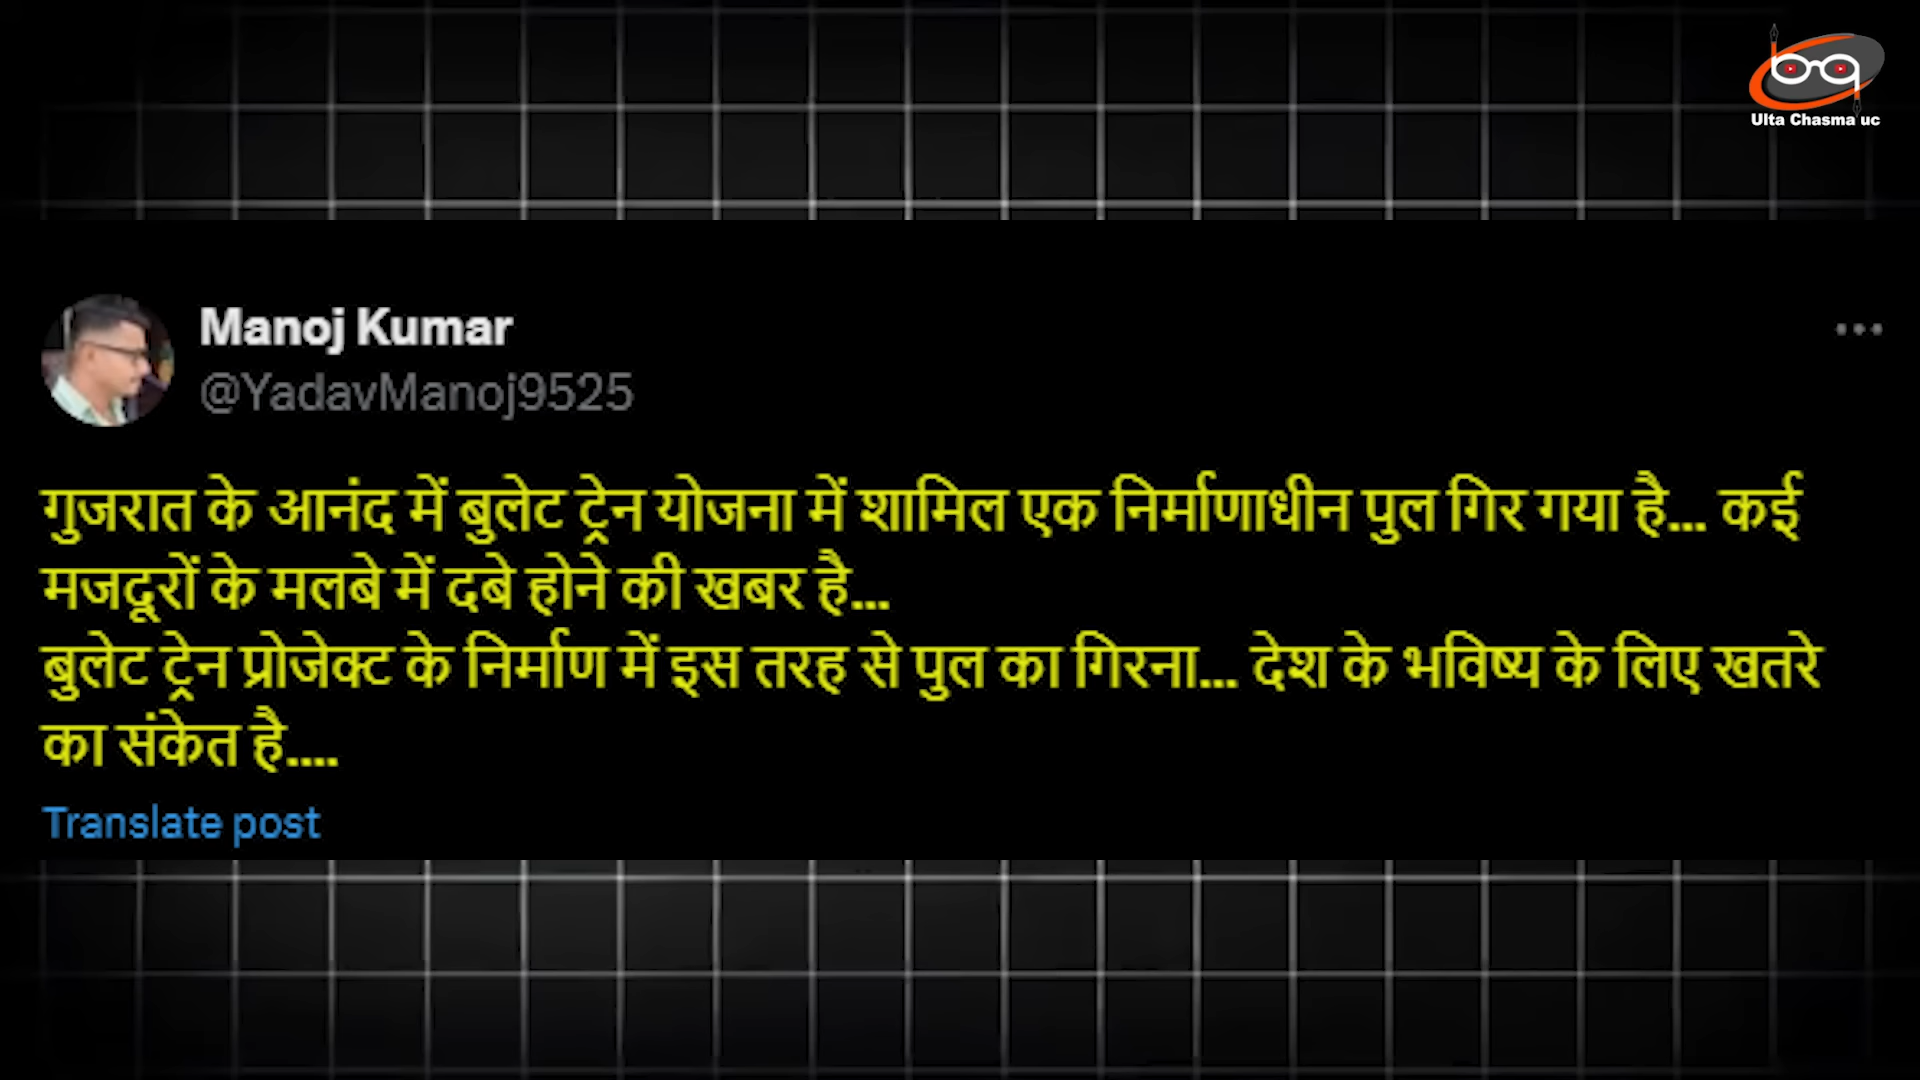 Ulta Chasma uc
Manoj Kumar
@YadavManoj9525
गुजरात के आनंद में बुलेट ट्रेन योजना में शामिल एक निर्माणाधीन पुल गिर गया है... कई
मजदूरों के मलबे में दबे होने की खबर है...
बुलेट ट्रेन प्रोजेक्ट के निर्माण में इस तरह से पुल का गिरना... देश के भविष्य के लिए खतरे
का संकेत है....
Translate post